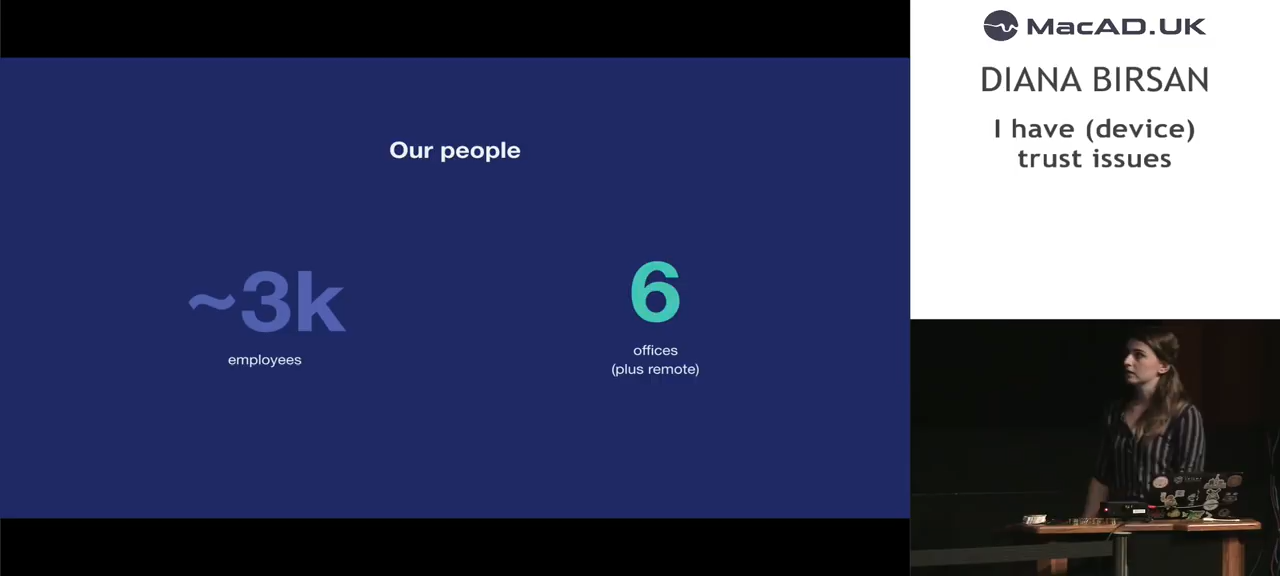 Our people
~3k
employees
6
offices
(plus remote)
MacAD.UK
DIANA BIRSAN
I have (device)
trust issues